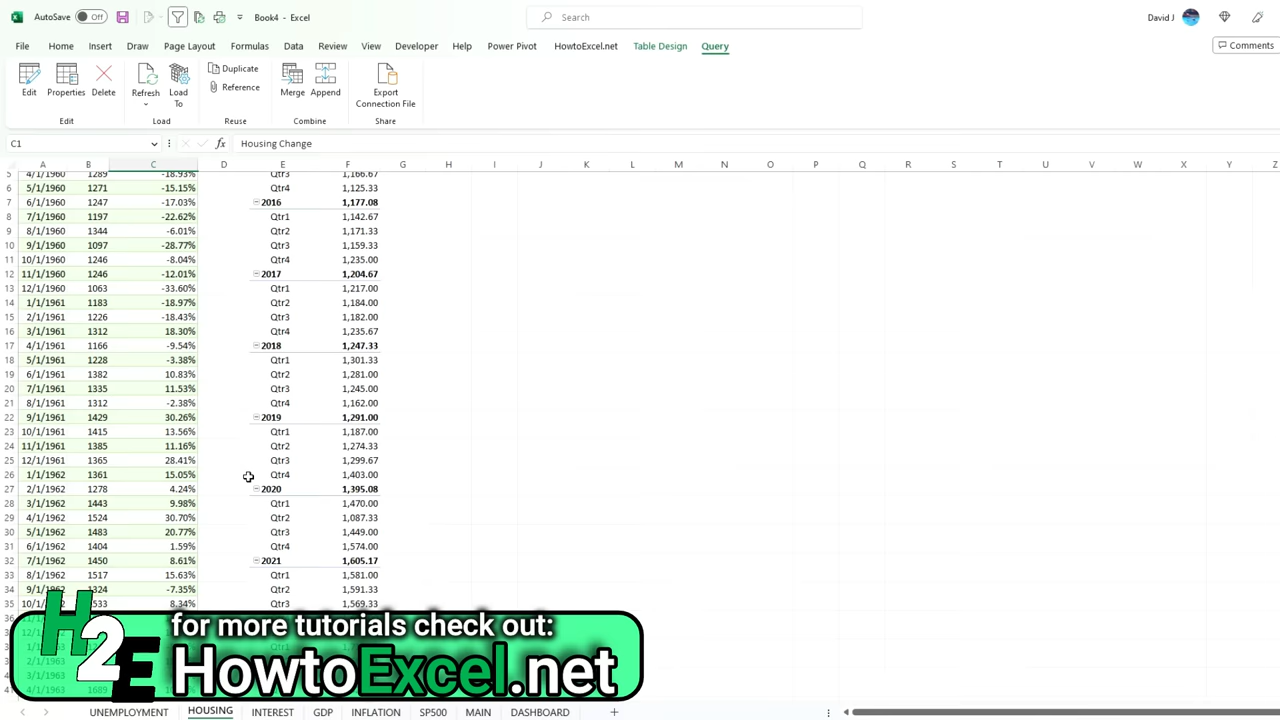 AutoSave Off Book4 - Excel Search David J
File Home Insert Draw Page Layout Formulas Data Review View Developer Help Power Pivot HowtoExcel.net Table Design Query Comments
Edit Properties Delete Refresh Load To Duplicate Reference Merge Append Export Connection File
Edit Load Reuse Combine Share
C1 fx Housing Change
A B C D E F G H I J K L M N O P Q R S T U V W X Y Z
5 4/1/1960 1289 -18.93% Qtr3 1,166.67
6 5/1/1960 1271 -15.15% Qtr4 1,125.33
7 6/1/1960 1247 -17.03% 2016 1,177.08
8 7/1/1960 1197 -22.62% Qtr1 1,142.67
9 8/1/1960 1344 -6.01% Qtr2 1,171.33
10 9/1/1960 1097 -28.77% Qtr3 1,159.33
11 10/1/1960 1246 -8.04% Qtr4 1,235.00
12 11/1/1960 1246 -12.01% 2017 1,204.67
13 12/1/1960 1063 -33.60% Qtr1 1,217.00
14 1/1/1961 1183 -18.97% Qtr2 1,184.00
15 2/1/1961 1226 -18.43% Qtr3 1,182.00
16 3/1/1961 1312 18.30% Qtr4 1,235.67
17 4/1/1961 1166 -9.54% 2018 1,247.33
18 5/1/1961 1228 -3.38% Qtr1 1,301.33
19 6/1/1961 1382 10.83% Qtr2 1,281.00
20 7/1/1961 1335 11.53% Qtr3 1,245.00
21 8/1/1961 1312 -2.38% Qtr4 1,162.00
22 9/1/1961 1429 30.26% 2019 1,291.00
23 10/1/1961 1415 13.56% Qtr1 1,187.00
24 11/1/1961 1385 11.16% Qtr2 1,274.33
25 12/1/1961 1365 28.41% Qtr3 1,299.67
26 1/1/1962 1361 15.05% Qtr4 1,403.00
27 2/1/1962 1278 4.24% 2020 1,395.08
28 3/1/1962 1443 9.98% Qtr1 1,470.00
29 4/1/1962 1524 30.70% Qtr2 1,087.33
30 5/1/1962 1483 20.77% Qtr3 1,449.00
31 6/1/1962 1404 1.59% Qtr4 1,574.00
32 7/1/1962 1450 8.61% 2021 1,605.17
33 8/1/1962 1517 15.63% Qtr1 1,581.00
34 9/1/1962 1324 -7.35% Qtr2 1,591.33
35 8.34% Qtr3 1,569.33
H2E
for more tutorials check out:
HowtoExcel.net
UNEMPLOYMENT HOUSING INTEREST GDP INFLATION SP500 MAIN DASHBOARD